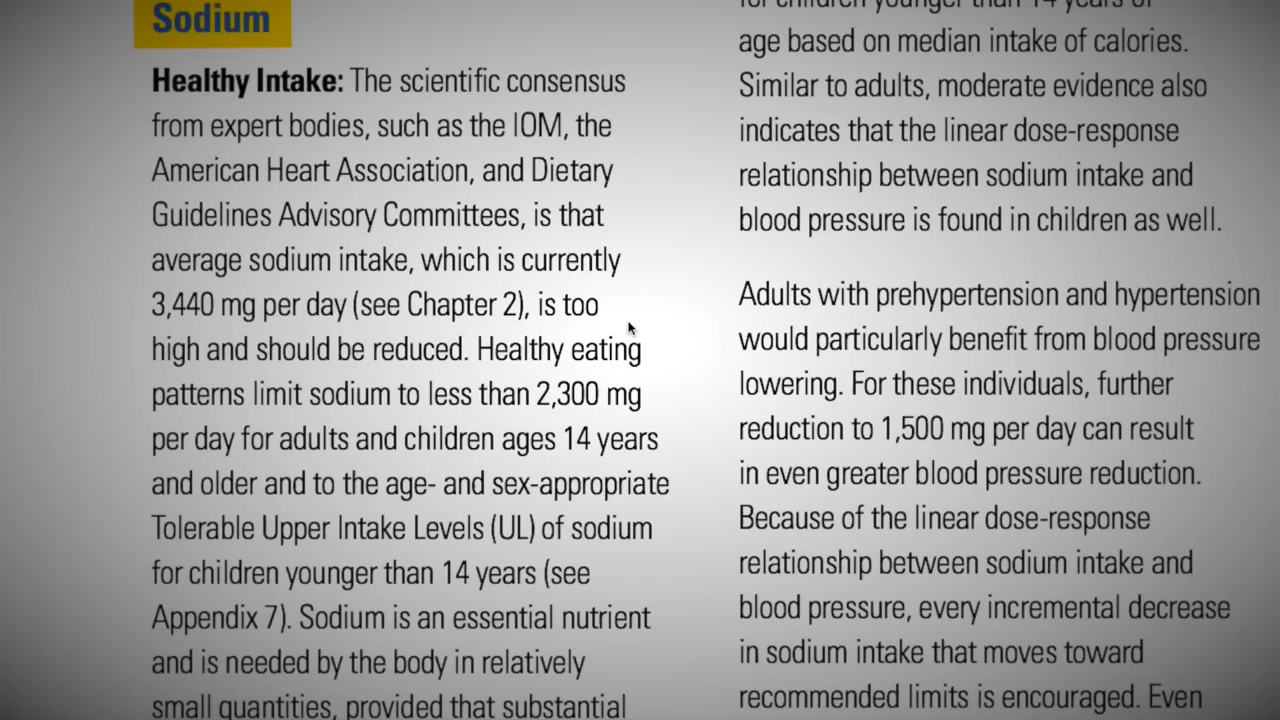 Sodium
Healthy Intake: The scientific consensus
from expert bodies, such as the IOM, the
American Heart Association, and Dietary
Guidelines Advisory Committees, is that
average sodium intake, which is currently
3,440 mg per day (see Chapter 2), is too
high and should be reduced. Healthy eating
patterns limit sodium to less than 2,300 mg
per day for adults and children ages 14 years
and older and to the age- and sex-appropriate
Tolerable Upper Intake Levels (UL) of sodium
for children younger than 14 years (see
Appendix 7). Sodium is an essential nutrient
and is needed by the body in relatively
small quantities, provided that substantial
for children younger than 14 years of
age based on median intake of calories.
Similar to adults, moderate evidence also
indicates that the linear dose-response
relationship between sodium intake and
blood pressure is found in children as well.
Adults with prehypertension and hypertension
would particularly benefit from blood pressure
lowering. For these individuals, further
reduction to 1,500 mg per day can result
in even greater blood pressure reduction.
Because of the linear dose-response
relationship between sodium intake and
blood pressure, every incremental decrease
in sodium intake that moves toward
recommended limits is encouraged. Even